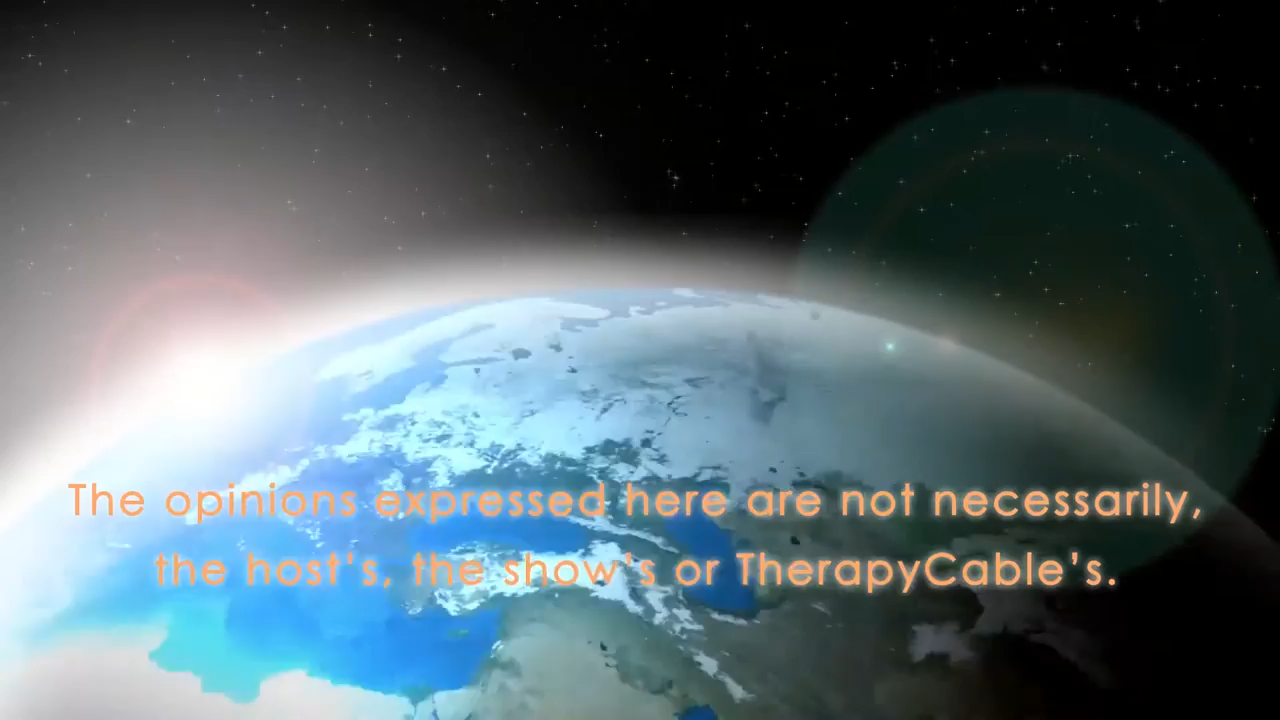 The opinions expressed here are not necessarily,
the host's, the show's or TherapyCable's.